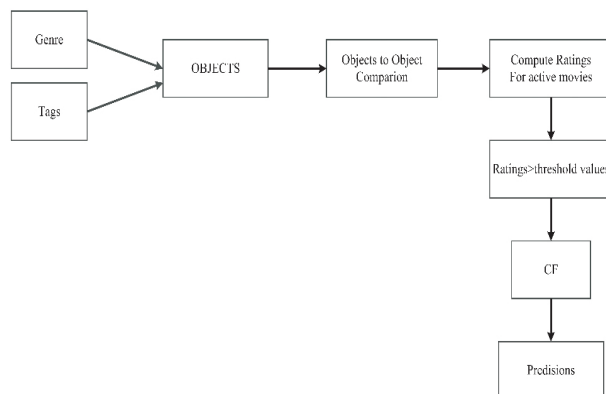 Genre
Tags
OBJECTS
Objects to Object
Comparion
Compute Ratings
For active movies
Ratings>threshold values
CF
Predisions